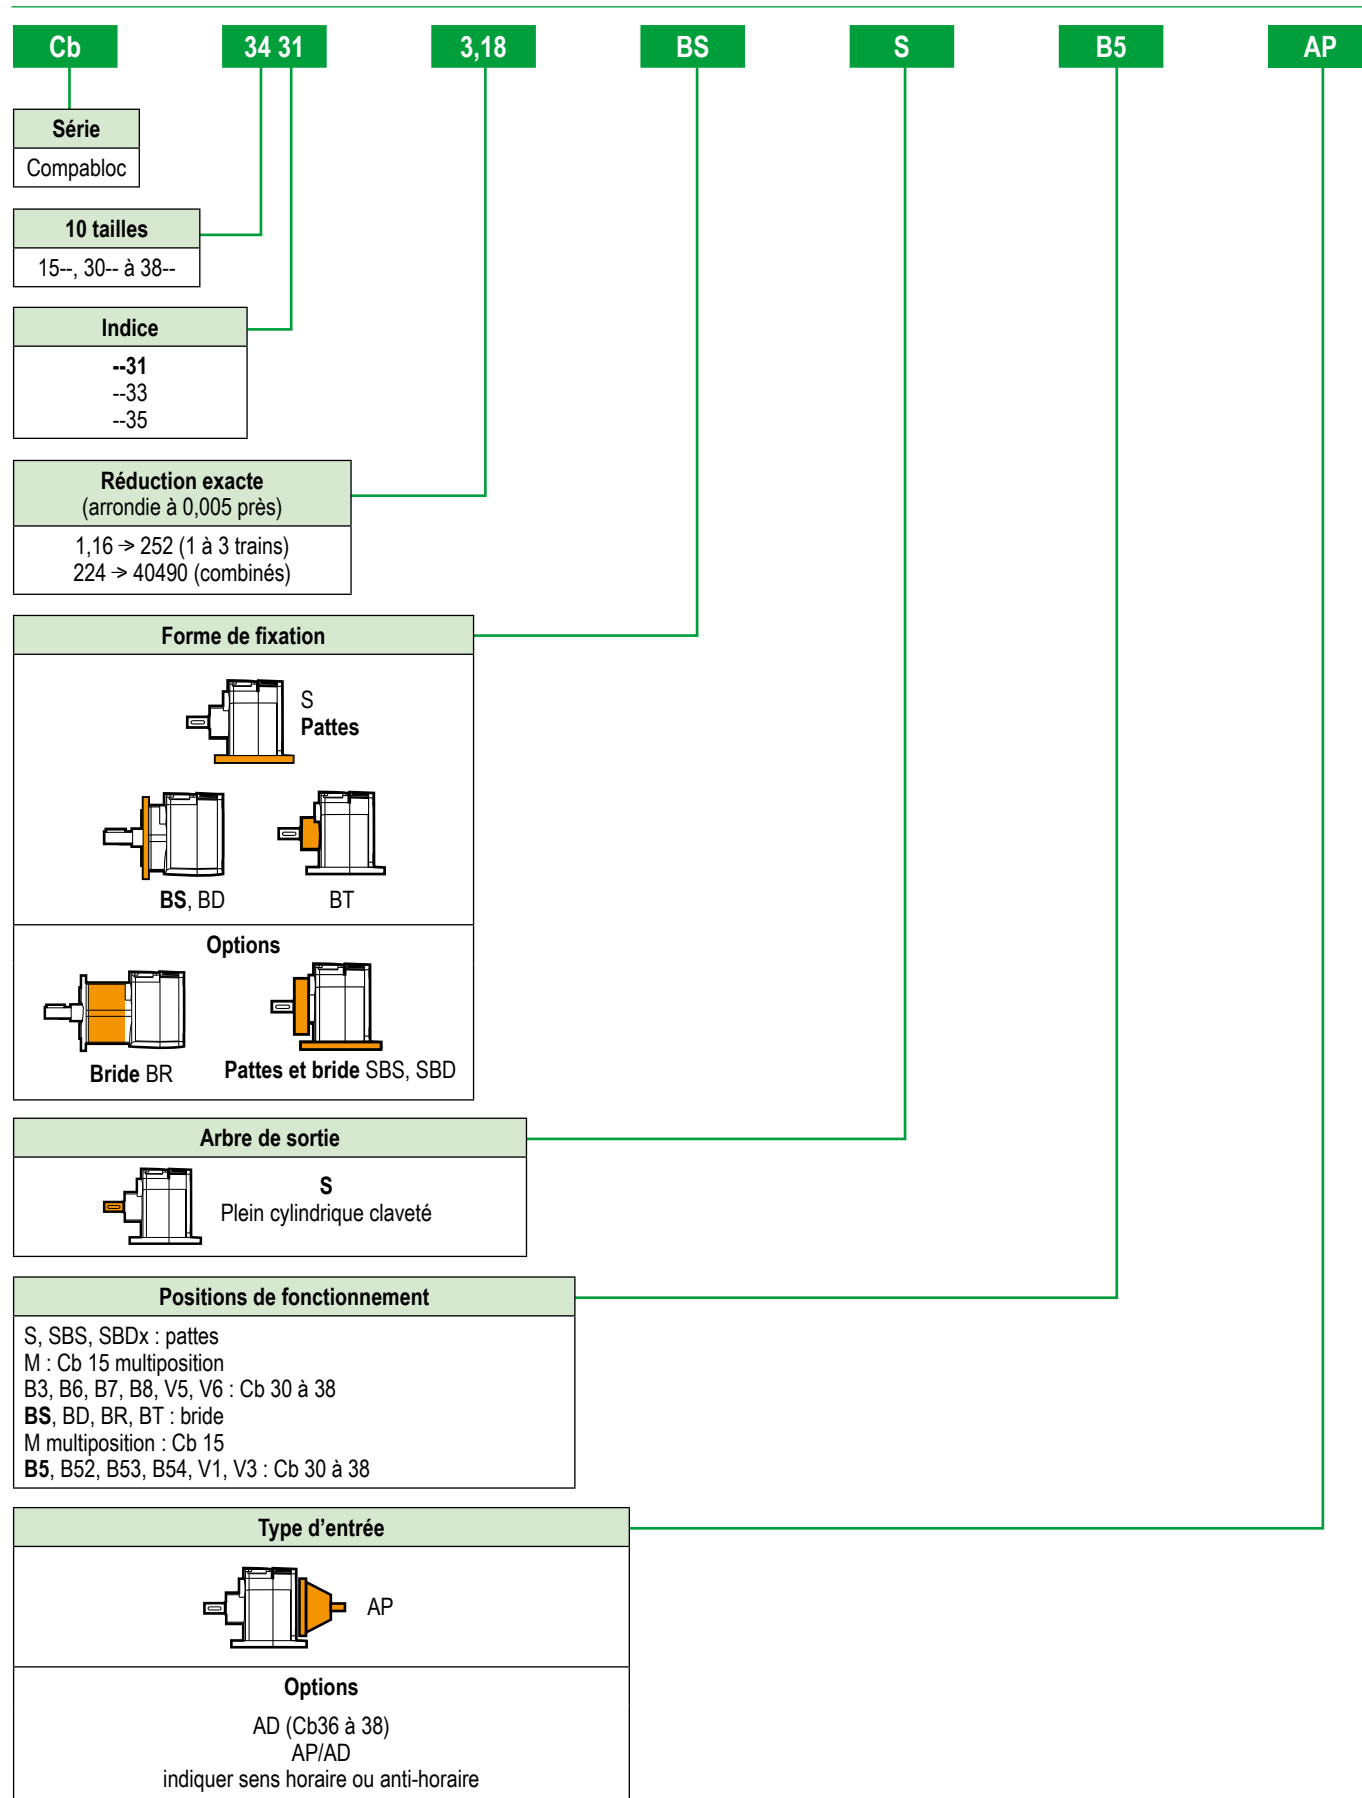 Cb 34 31 3,18 BS S B5 AP
Série
Compabloc
10 tailles
15--, 30-- à 38--
Indice
--31
--33
--35
Réduction exacte
(arrondie à 0,005 près)
1,16 → 252 (1 à 3 trains)
224 → 40490 (combinés)
Forme de fixation
S
Pattes
BS, BD BT
Options
Bride BR Pattes et bride SBS, SBD
Arbre de sortie
S
Plein cylindrique claveté
Positions de fonctionnement
S, SBS, SBDx : pattes
M : Cb 15 multiposition
B3, B6, B7, B8, V5, V6 : Cb 30 à 38
BS, BD, BR, BT : bride
M multiposition : Cb 15
B5, B52, B53, B54, V1, V3 : Cb 30 à 38
Type d’entrée
AP
Options
AD (Cb36 à 38)
AP/AD
indiquer sens horaire ou anti-horaire